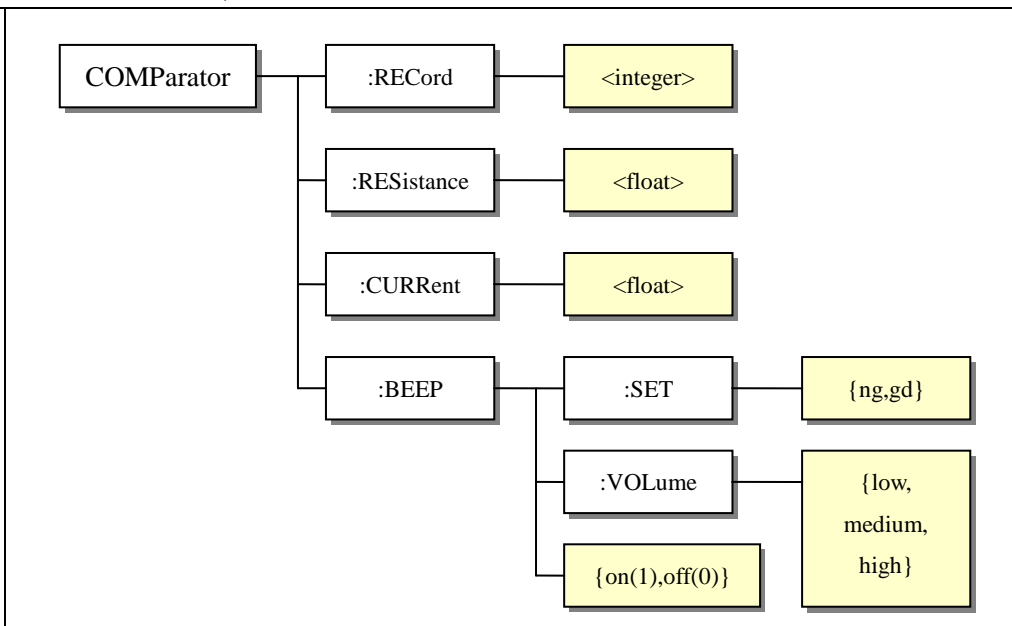 COMParator
:RECord
<integer>
:RESistance
<float>
:CURRent
<float>
:BEEP
:SET
{ng,gd}
:VOLume
{low,
medium,
high}
{on(1),off(0)}